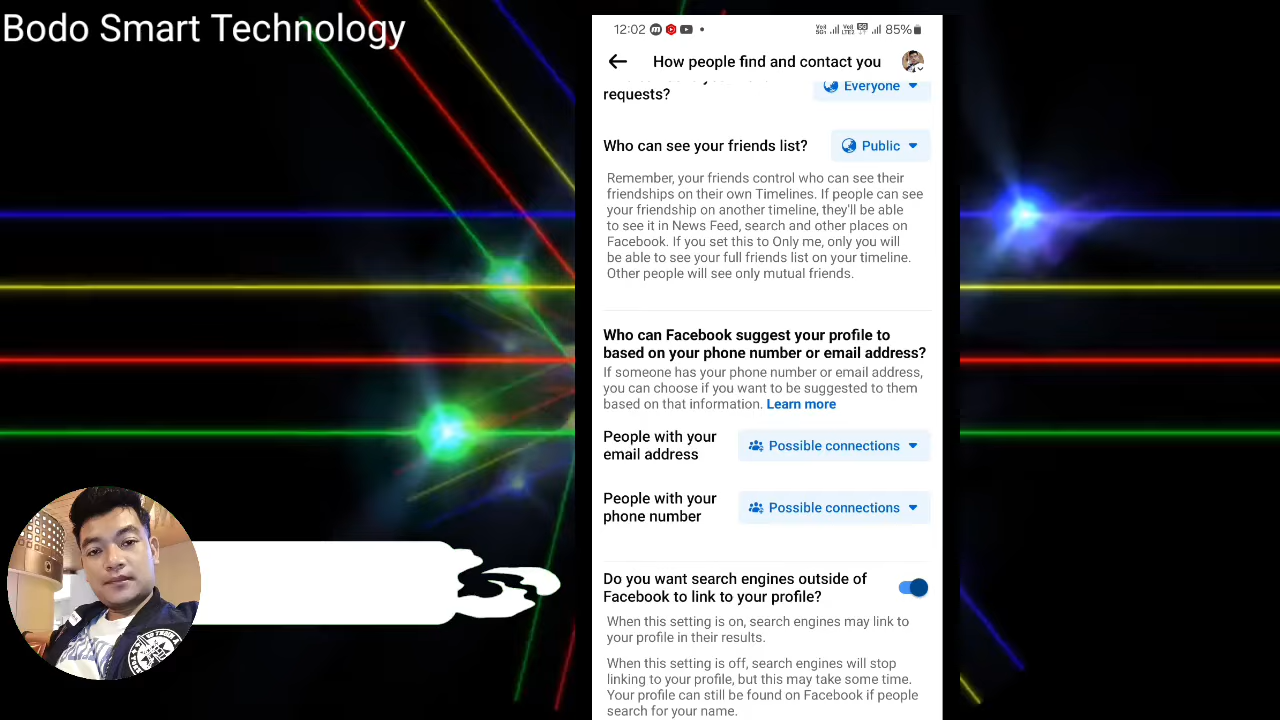 Bodo Smart Technology
12:02
85%
How people find and contact you
requests?
Everyone
Who can see your friends list?
Public
Remember, your friends control who can see their
friendships on their own Timelines. If people can see
your friendship on another timeline, they'll be able
to see it in News Feed, search and other places on
Facebook. If you set this to Only me, only you will
be able to see your full friends list on your timeline.
Other people will see only mutual friends.
Who can Facebook suggest your profile to
based on your phone number or email address?
If someone has your phone number or email address,
you can choose if you want to be suggested to them
based on that information. Learn more
People with your
email address
Possible connections
People with your
phone number
Possible connections
Do you want search engines outside of
Facebook to link to your profile?
When this setting is on, search engines may link to
your profile in their results.
When this setting is off, search engines will stop
linking to your profile, but this may take some time.
Your profile can still be found on Facebook if people
search for your name.